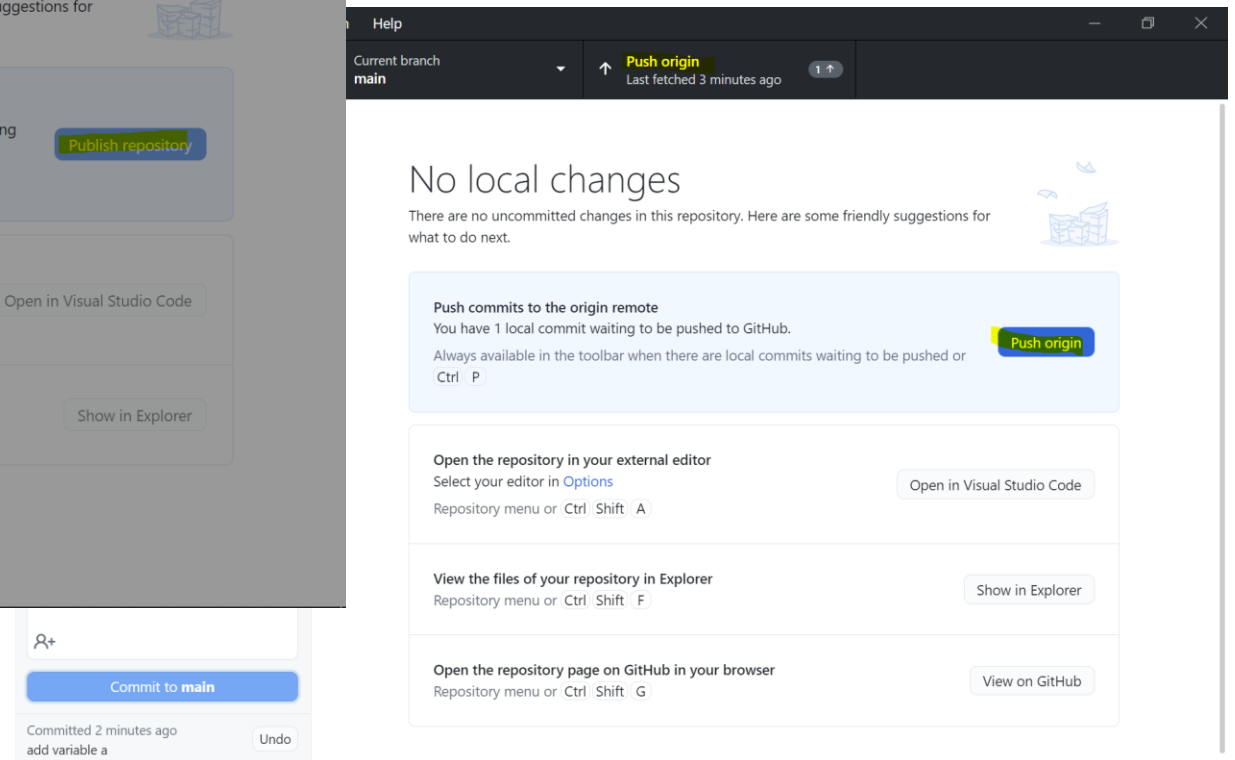 uggestions for
ng
Publish repository
Open in Visual Studio Code
Show in Explorer
Commit to main
Committed 2 minutes ago
add variable a
Undo
Help
Current branch
main
Push origin
Last fetched 3 minutes ago
1
No local changes
There are no uncommitted changes in this repository. Here are some friendly suggestions for
what to do next.
Push commits to the origin remote
You have 1 local commit waiting to be pushed to GitHub.
Always available in the toolbar when there are local commits waiting to be pushed or
Ctrl P
Push origin
Open the repository in your external editor
Select your editor in Options
Repository menu or Ctrl Shift A
Open in Visual Studio Code
View the files of your repository in Explorer
Repository menu or Ctrl Shift F
Show in Explorer
Open the repository page on GitHub in your browser
Repository menu or Ctrl Shift G
View on GitHub